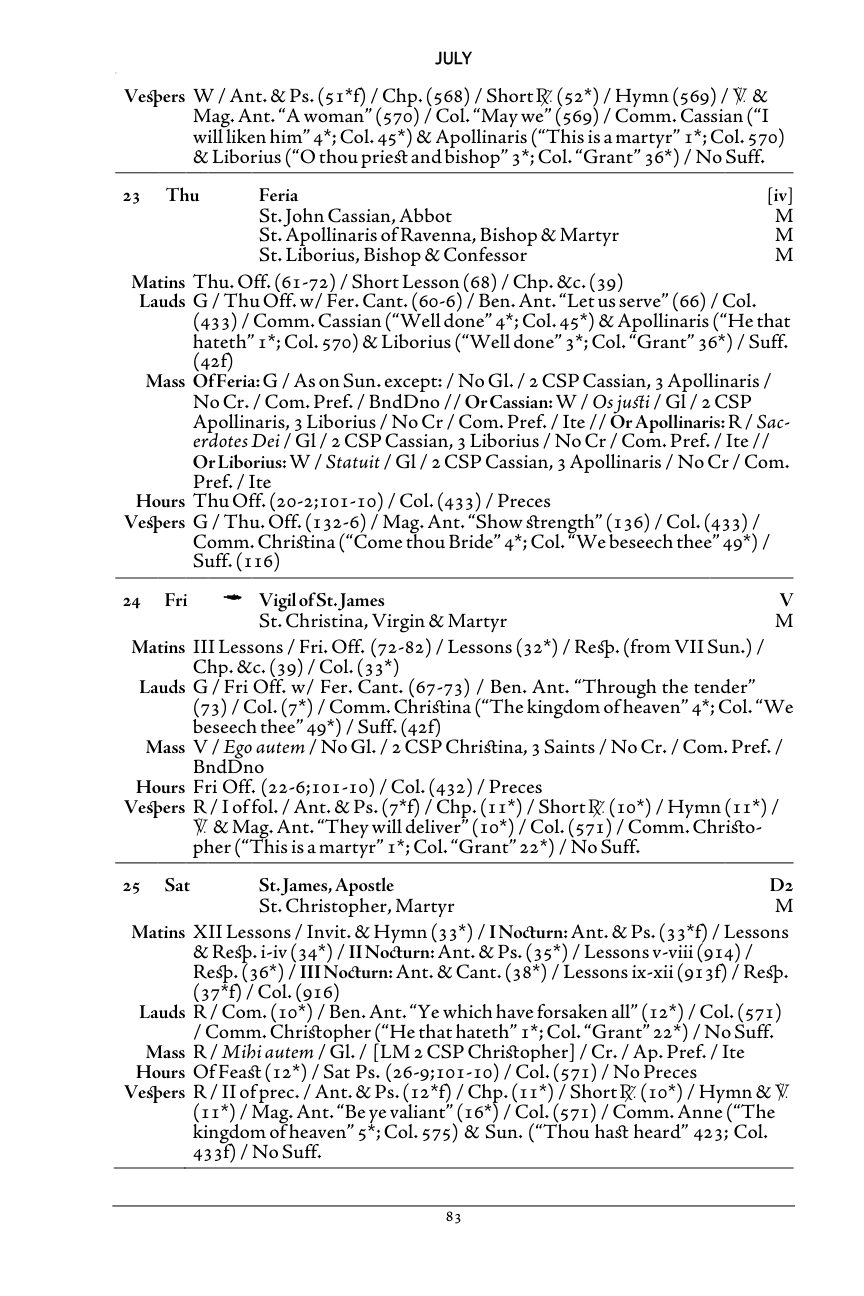 JULY
Vespers W / Ant. & Ps. (51*f) / Chp. (568) / Short ℟ (52*) / Hymn (569) / ℣ &
Mag. Ant. “A woman” (570) / Col. “May we” (569) / Comm. Cassian (“I
will liken him” 4*; Col. 45*) & Apollinaris (“This is a martyr” 1*; Col. 570)
& Liborius (“O thou priest and bishop” 3*; Col. “Grant” 36*) / No Suff.
23 Thu Feria [iv]
St. John Cassian, Abbot M
St. Apollinaris of Ravenna, Bishop & Martyr M
St. Liborius, Bishop & Confessor M
Matins Thu. Off. (61-72) / Short Lesson (68) / Chp. &c. (39)
Lauds G / Thu Off. w/ Fer. Cant. (60-6) / Ben. Ant. “Let us serve” (66) / Col.
(433) / Comm. Cassian (“Well done” 4*; Col. 45*) & Apollinaris (“He that
hateth” 1*; Col. 570) & Liborius (“Well done” 3*; Col. “Grant” 36*) / Suff.
(42f)
Mass Of Feria: G / As on Sun. except: / No Gl. / 2 CSP Cassian, 3 Apollinaris /
No Cr. / Com. Pref. / BndDno // Or Cassian: W / Os justi / Gl / 2 CSP
Apollinaris, 3 Liborius / No Cr / Com. Pref. / Ite // Or Apollinaris: R / Sac-
erdotes Dei / Gl / 2 CSP Cassian, 3 Liborius / No Cr / Com. Pref. / Ite //
Or Liborius: W / Statuit / Gl / 2 CSP Cassian, 3 Apollinaris / No Cr / Com.
Pref. / Ite
Hours Thu Off. (20-2;101-10) / Col. (433) / Preces
Vespers G / Thu. Off. (132-6) / Mag. Ant. “Show strength” (136) / Col. (433) /
Comm. Christina (“Come thou Bride” 4*; Col. “We beseech thee” 49*) /
Suff. (116)
24 Fri Vigil of St. James V
St. Christina, Virgin & Martyr M
Matins III Lessons / Fri. Off. (72-82) / Lessons (32*) / Resp. (from VII Sun.) /
Chp. &c. (39) / Col. (33*)
Lauds G / Fri Off. w/ Fer. Cant. (67-73) / Ben. Ant. “Through the tender”
(73) / Col. (7*) / Comm. Christina (“The kingdom of heaven” 4*; Col. “We
beseech thee” 49*) / Suff. (42f)
Mass V / Ego autem / No Gl. / 2 CSP Christina, 3 Saints / No Cr. / Com. Pref. /
BndDno
Hours Fri Off. (22-6;101-10) / Col. (432) / Preces
Vespers R / I of fol. / Ant. & Ps. (7*f) / Chp. (11*) / Short ℟ (10*) / Hymn (11*) /
℣ & Mag. Ant. “They will deliver” (10*) / Col. (571) / Comm. Christo-
pher (“This is a martyr” 1*; Col. “Grant” 22*) / No Suff.
25 Sat St. James, Apostle D2
St. Christopher, Martyr M
Matins XII Lessons / Invit. & Hymn (33*) / I Nocturn: Ant. & Ps. (33*f) / Lessons
& Resp. i-iv (34*) / II Nocturn: Ant. & Ps. (35*) / Lessons v-viii (914) /
Resp. (36*) / III Nocturn: Ant. & Cant. (38*) / Lessons ix-xii (913f) / Resp.
(37*f) / Col. (916)
Lauds R / Com. (10*) / Ben. Ant. “Ye which have forsaken all” (12*) / Col. (571)
/ Comm. Christopher (“He that hateth” 1*; Col. “Grant” 22*) / No Suff.
Mass R / Mihi autem / Gl. / [LM 2 CSP Christopher] / Cr. / Ap. Pref. / Ite
Hours Of Feast (12*) / Sat Ps. (26-9;101-10) / Col. (571) / No Preces
Vespers R / II of prec. / Ant. & Ps. (12*f) / Chp. (11*) / Short ℟ (10*) / Hymn & ℣
(11*) / Mag. Ant. “Be ye valiant” (16*) / Col. (571) / Comm. Anne (“The
kingdom of heaven” 5*; Col. 575) & Sun. (“Thou hast heard” 423; Col.
433f) / No Suff.
83